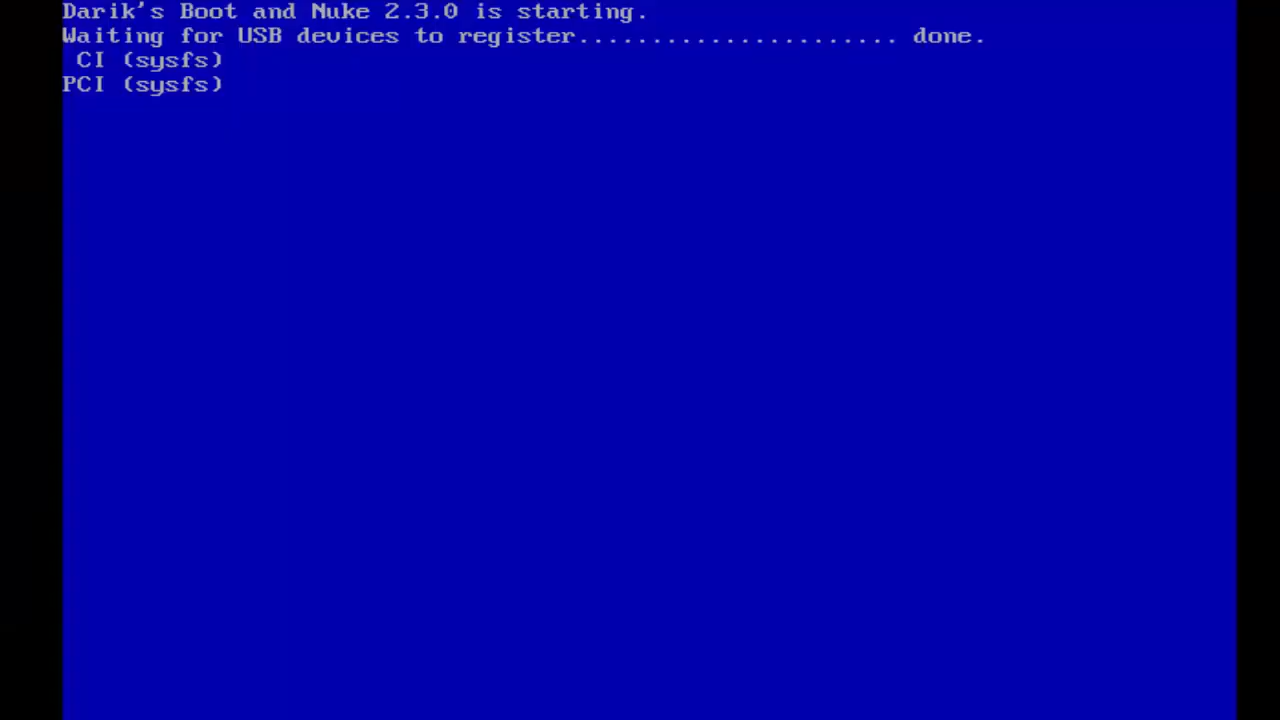 Darik's Boot and Nuke 2.3.0 is starting.
Waiting for USB devices to register...................... done.
CI (sysfs)
PCI (sysfs)